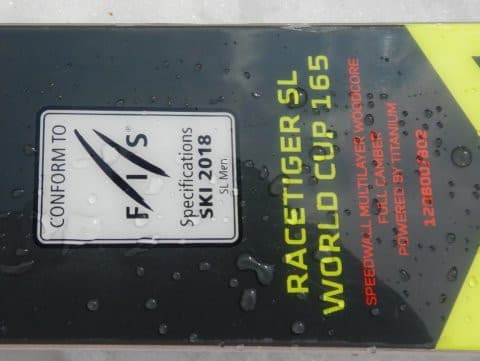 CONFORM TO
FIS®
Specifications
SKI 2018
SL Men
RACETIGER SL
WORLD CUP 165
SPEEDWALL MULTILAYER WOODCORE
FULL CAMBER
POWERED BY TITANIUM